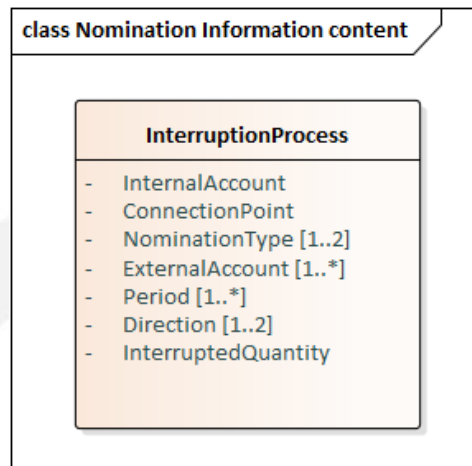 class Nomination Information content
InterruptionProcess
- InternalAccount
- ConnectionPoint
- NominationType [1..2]
- ExternalAccount [1..*]
- Period [1..*]
- Direction [1..2]
- InterruptedQuantity